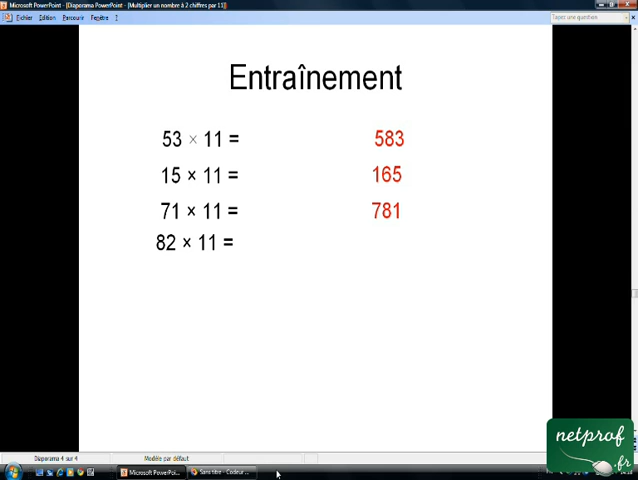 Microsoft PowerPoint - [Diaporama PowerPoint - [Multiplier un nombre à 2 chiffres par 11]]
Fichier Edition Parcourir Fenêtre ? Tapez une question
Entraînement
53 × 11 = 583
15 × 11 = 165
71 × 11 = 781
82 × 11 =
netprof
.fr
Diaporama 4 sur 4 Modèle par défaut
Microsoft PowerPoint... Sans titre - Codeur ...